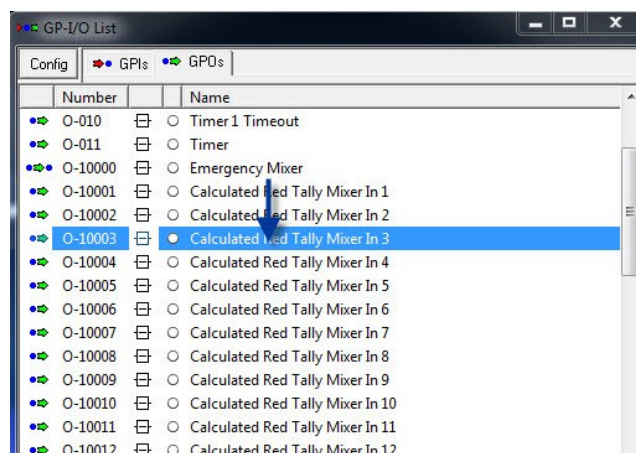 GP-I/O List
Config GPIs GPOs
Number Name
O-010 Timer 1 Timeout
O-011 Timer
O-10000 Emergency Mixer
O-10001 Calculated Red Tally Mixer In 1
O-10002 Calculated Red Tally Mixer In 2
O-10003 Calculated Red Tally Mixer In 3
O-10004 Calculated Red Tally Mixer In 4
O-10005 Calculated Red Tally Mixer In 5
O-10006 Calculated Red Tally Mixer In 6
O-10007 Calculated Red Tally Mixer In 7
O-10008 Calculated Red Tally Mixer In 8
O-10009 Calculated Red Tally Mixer In 9
O-10010 Calculated Red Tally Mixer In 10
O-10011 Calculated Red Tally Mixer In 11
O-10012 Calculated Red Tally Mixer In 12